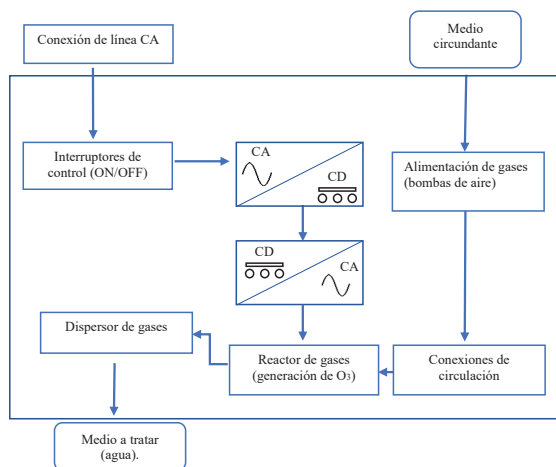 Conexión de línea CA
Medio
circundante
Interruptores de
control (ON/OFF)
CA
CD
Alimentación de gases
(bombas de aire)
CD
CA
Dispersor de gases
Reactor de gases
(generación de O3)
Conexiones de
circulación
Medio a tratar
(agua).